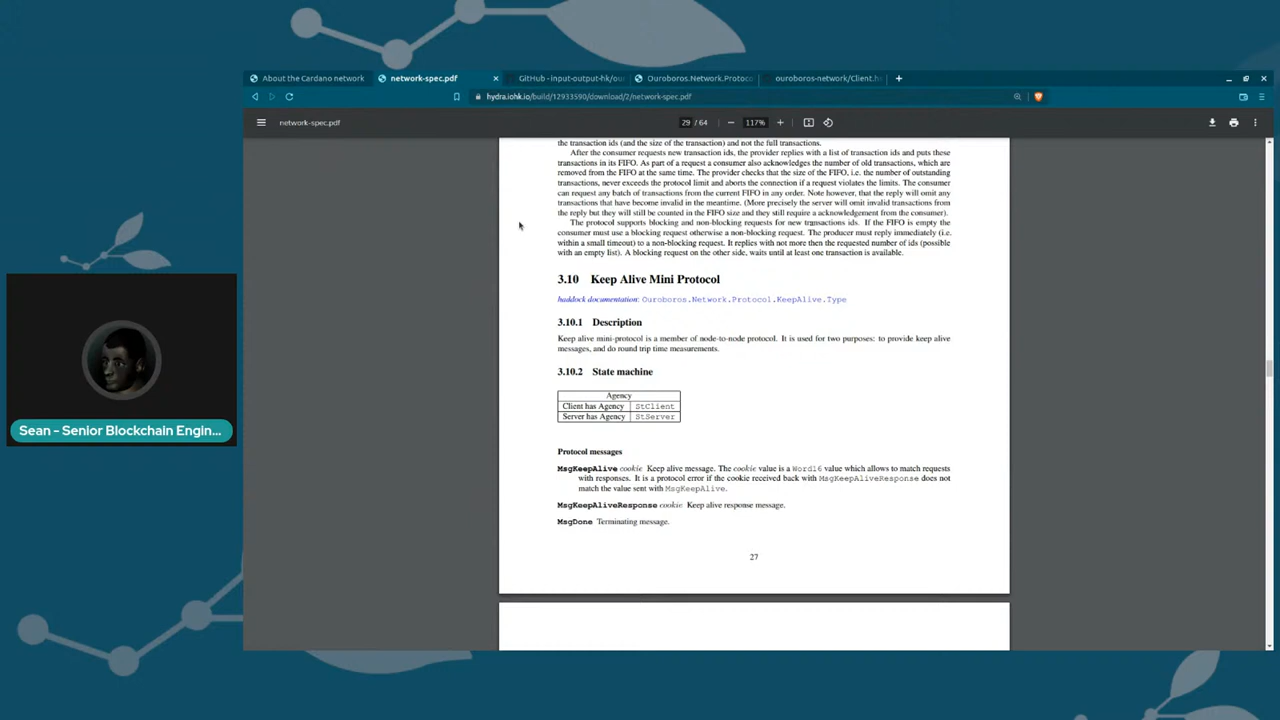 About the Cardano network
network-spec.pdf
GitHub - input-output-hk/ou
Ouroboros.Network.Protoco
ouroboros-network/Client.h
hydra.iohk.io/build/12933590/download/2/network-spec.pdf
network-spec.pdf
29 / 64
117%
the transaction ids (and the size of the transaction) and not the full transactions.
After the consumer requests new transaction ids, the provider replies with a list of transaction ids and puts these
transactions in its FIFO. As part of a request a consumer also acknowledges the number of old transactions, which are
removed from the FIFO at the same time. The provider checks that the size of the FIFO, i.e. the number of outstanding
transactions, never exceeds the protocol limit and aborts the connection if a request violates the limits. The consumer
can request any batch of transactions from the current FIFO in any order. Note however, that the reply will omit any
transactions that have become invalid in the meantime. (More precisely the server will omit invalid transactions from
the reply but they will still be counted in the FIFO size and they still require a acknowledgement from the consumer).
The protocol supports blocking and non-blocking requests for new transactions ids. If the FIFO is empty the
consumer must use a blocking request otherwise a non-blocking request. The producer must reply immediately (i.e.
within a small timeout) to a non-blocking request. It replies with not more then the requested number of ids (possible
with an empty list). A blocking request on the other side, waits until at least one transaction is available.
3.10 Keep Alive Mini Protocol
haddock documentation: Ouroboros.Network.Protocol.KeepAlive.Type
3.10.1 Description
Keep alive mini-protocol is a member of node-to-node protocol. It is used for two purposes: to provide keep alive
messages, and do round trip time measurements.
3.10.2 State machine
Agency
Client has Agency StClient
Server has Agency StServer
Protocol messages
MsgKeepAlive cookie Keep alive message. The cookie value is a Word16 value which allows to match requests
with responses. It is a protocol error if the cookie received back with MsgKeepAliveResponse does not
match the value sent with MsgKeepAlive.
MsgKeepAliveResponse cookie Keep alive response message.
MsgDone Terminating message.
27
Sean - Senior Blockchain Engin...